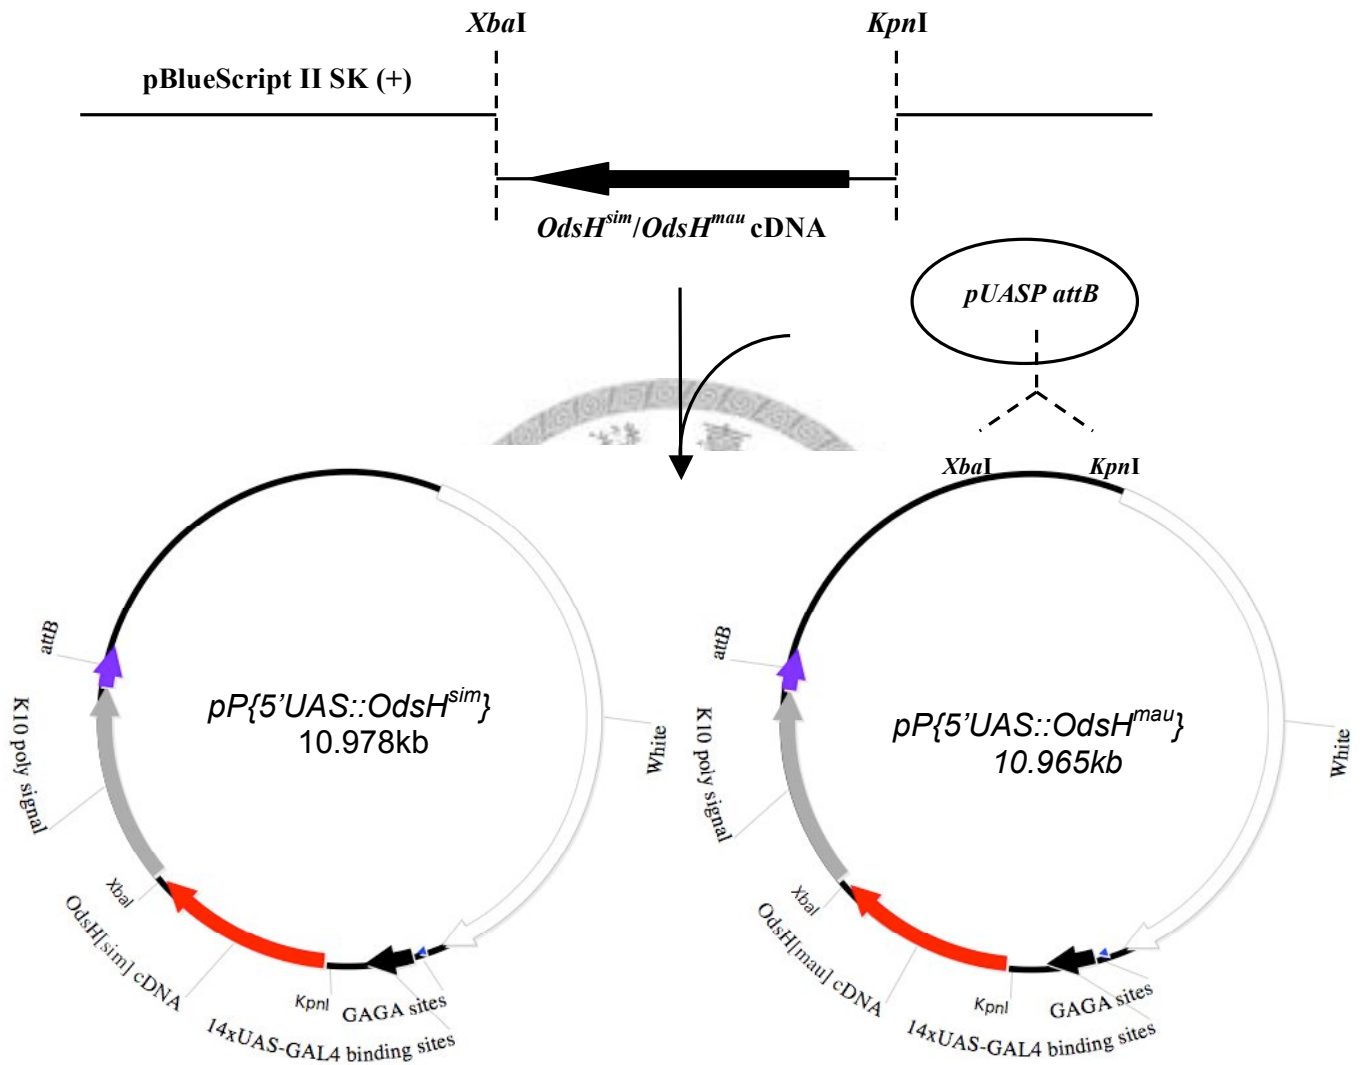 XbaI
KpnI
pBlueScript II SK (+)
OdsH^sim/OdsH^mau cDNA
pUASP attB
XbaI
KpnI
attB
K10 poly signal
pP{5'UAS::OdsH^sim}
10.978kb
White
XbaI
OdsH[sim] cDNA
KpnI
GAGA sites
14xUAS-GAL4 binding sites
attB
K10 poly signal
pP{5'UAS::OdsH^mau}
10.965kb
White
XbaI
OdsH[mau] cDNA
KpnI
GAGA sites
14xUAS-GAL4 binding sites